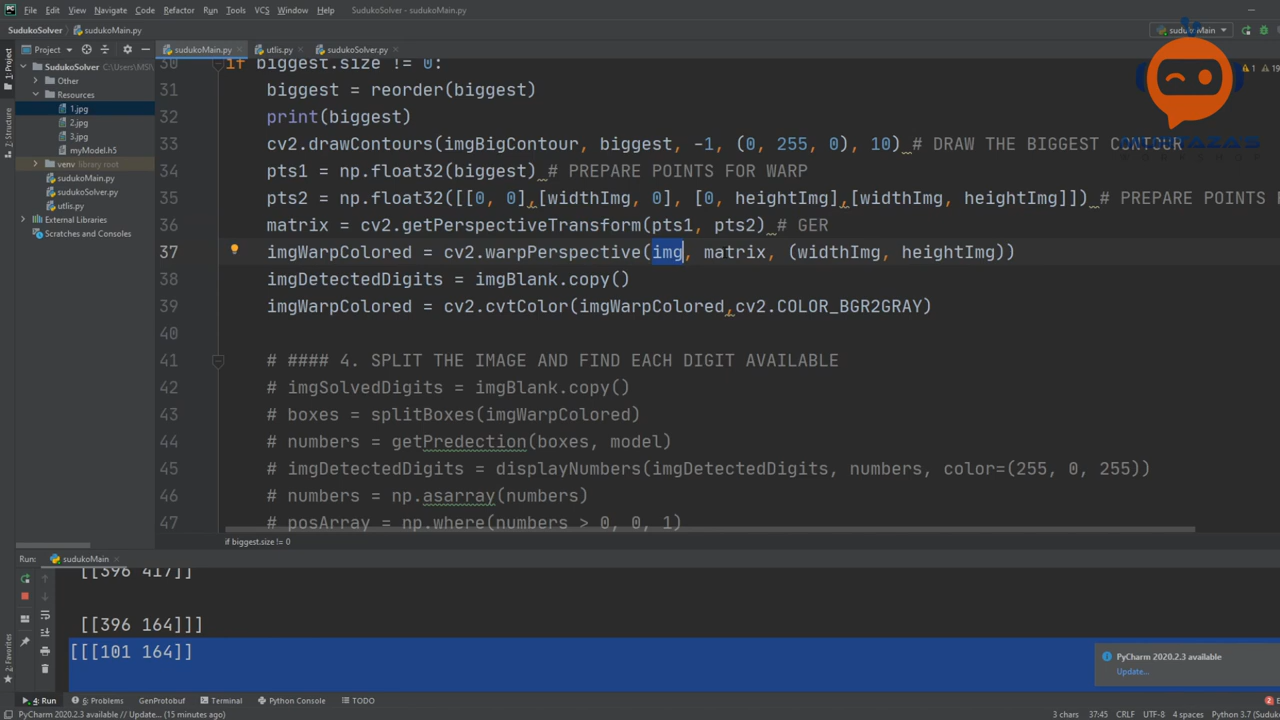 File Edit View Navigate Code Refactor Run Tools VCS Window Help SudukoSolver - sudukoMain.py
SudukoSolver sudukoMain.py
Project
sudukoMain.py utlis.py sudukoSolver.py
SudukoSolver
Other
Resources
1.jpg
2.jpg
3.jpg
myModel.h5
venv library root
sudukoMain.py
sudukoSolver.py
utlis.py
External Libraries
Scratches and Consoles
1: Project
7: Structure
2: Favorites
30 if biggest.size != 0:
31 biggest = reorder(biggest)
32 print(biggest)
33 cv2.drawContours(imgBigContour, biggest, -1, (0, 255, 0), 10) # DRAW THE BIGGEST CONTOUR
34 pts1 = np.float32(biggest) # PREPARE POINTS FOR WARP
35 pts2 = np.float32([[0, 0],[widthImg, 0], [0, heightImg],[widthImg, heightImg]]) # PREPARE POINTS
36 matrix = cv2.getPerspectiveTransform(pts1, pts2) # GER
37 imgWarpColored = cv2.warpPerspective(img, matrix, (widthImg, heightImg))
38 imgDetectedDigits = imgBlank.copy()
39 imgWarpColored = cv2.cvtColor(imgWarpColored,cv2.COLOR_BGR2GRAY)
40
41 # #### 4. SPLIT THE IMAGE AND FIND EACH DIGIT AVAILABLE
42 # imgSolvedDigits = imgBlank.copy()
43 # boxes = splitBoxes(imgWarpColored)
44 # numbers = getPredection(boxes, model)
45 # imgDetectedDigits = displayNumbers(imgDetectedDigits, numbers, color=(255, 0, 255))
46 # numbers = np.asarray(numbers)
47 # posArray = np.where(numbers > 0, 0, 1)
if biggest.size != 0
Run: sudukoMain
[[396 417]]
[[396 164]]]
[[[101 164]]
PyCharm 2020.2.3 available
Update...
4: Run 6: Problems GenProtobuf Terminal Python Console TODO
PyCharm 2020.2.3 available // Update... (15 minutes ago) 3 chars 37:45 CRLF UTF-8 4 spaces Python 3.7